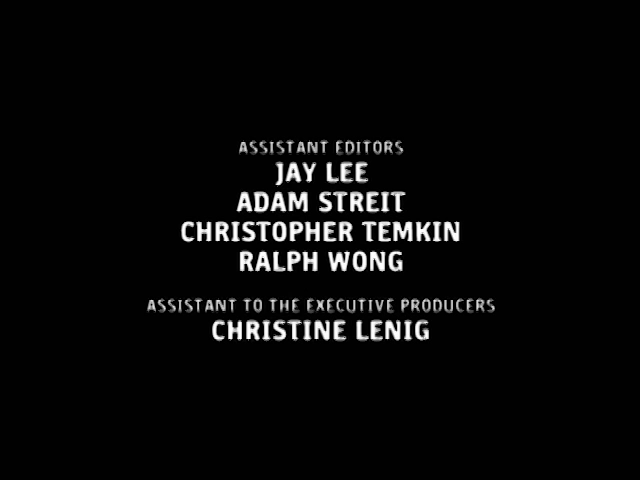 ASSISTANT EDITORS
JAY LEE
ADAM STREIT
CHRISTOPHER TEMKIN
RALPH WONG
ASSISTANT TO THE EXECUTIVE PRODUCERS
CHRISTINE LENIG